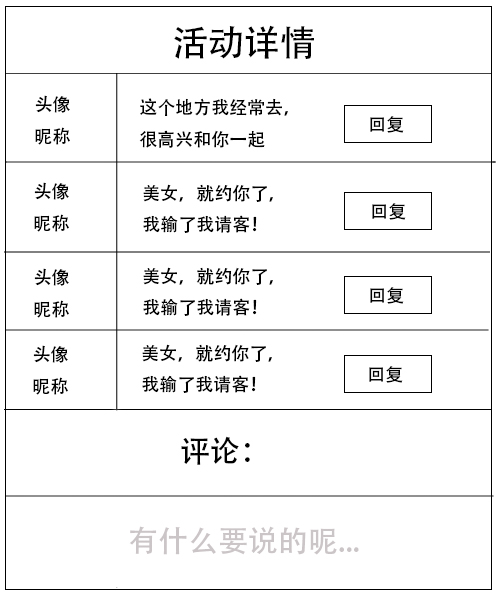 活动详情
头像
昵称
这个地方我经常去，
很高兴和你一起
回复
头像
昵称
美女，就约你了，
我输了我请客！
回复
头像
昵称
美女，就约你了，
我输了我请客！
回复
头像
昵称
美女，就约你了，
我输了我请客！
回复
评论：
有什么要说的呢...